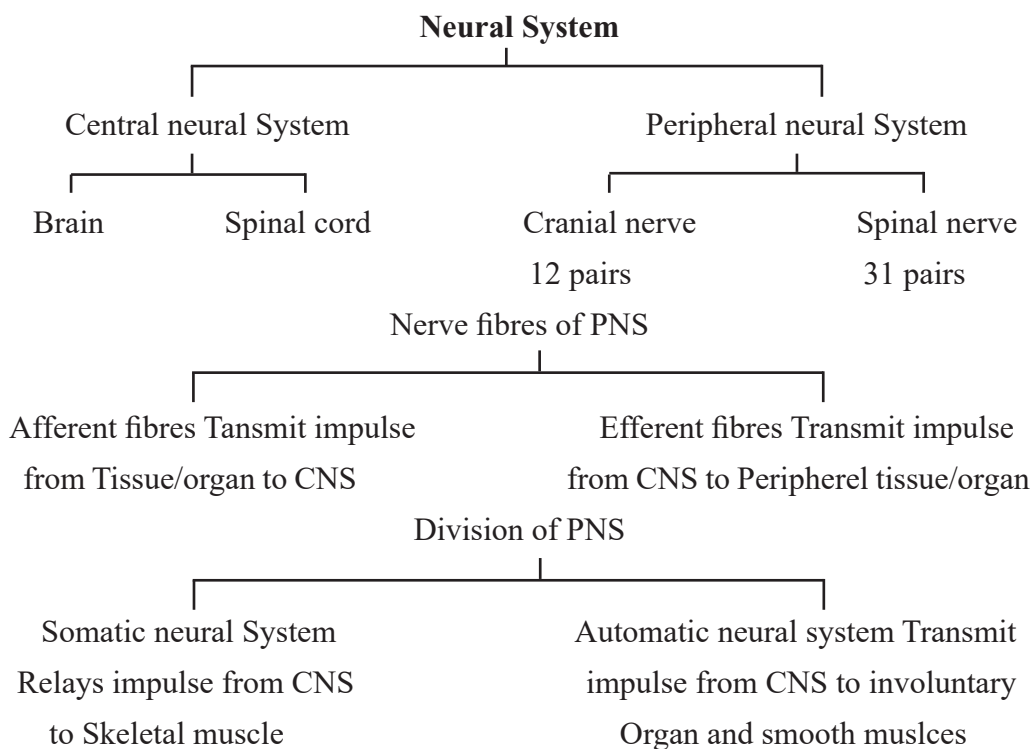 Neural System
Central neural System Peripheral neural System
Brain Spinal cord Cranial nerve Spinal nerve
12 pairs 31 pairs
Nerve fibres of PNS
Afferent fibres Tansmit impulse Efferent fibres Transmit impulse
from Tissue/organ to CNS from CNS to Peripherel tissue/organ
Division of PNS
Somatic neural System Automatic neural system Transmit
Relays impulse from CNS impulse from CNS to involuntary
to Skeletal muscle Organ and smooth muslces